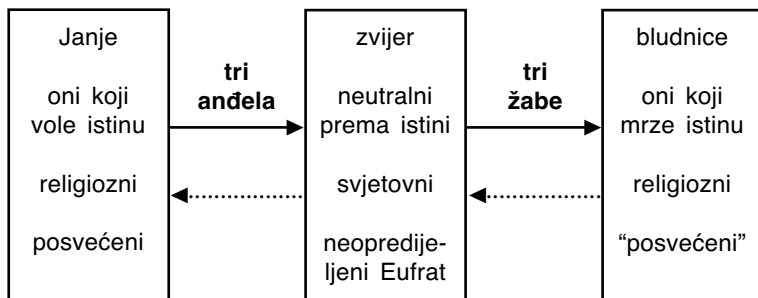 Janje
oni koji
vole istinu
religiozni
posvećeni
tri
anđela
zvijer
neutralni
prema istini
svjetovni
neopredije-
ljeni Eufrat
tri
žabe
bludnice
oni koji
mrze istinu
religiozni
“posvećeni”